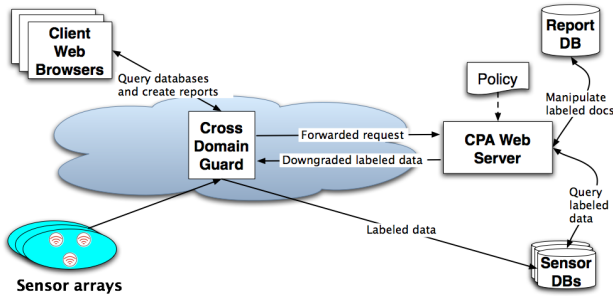 Client
Web
Browsers
Query databases
and create reports
Report
DB
Policy
Manipulate
labeled docs
Cross
Domain
Guard
Forwarded request
CPA Web
Server
Downgraded labeled data
Query
labeled
data
Labeled data
Sensor arrays
Sensor
DBs